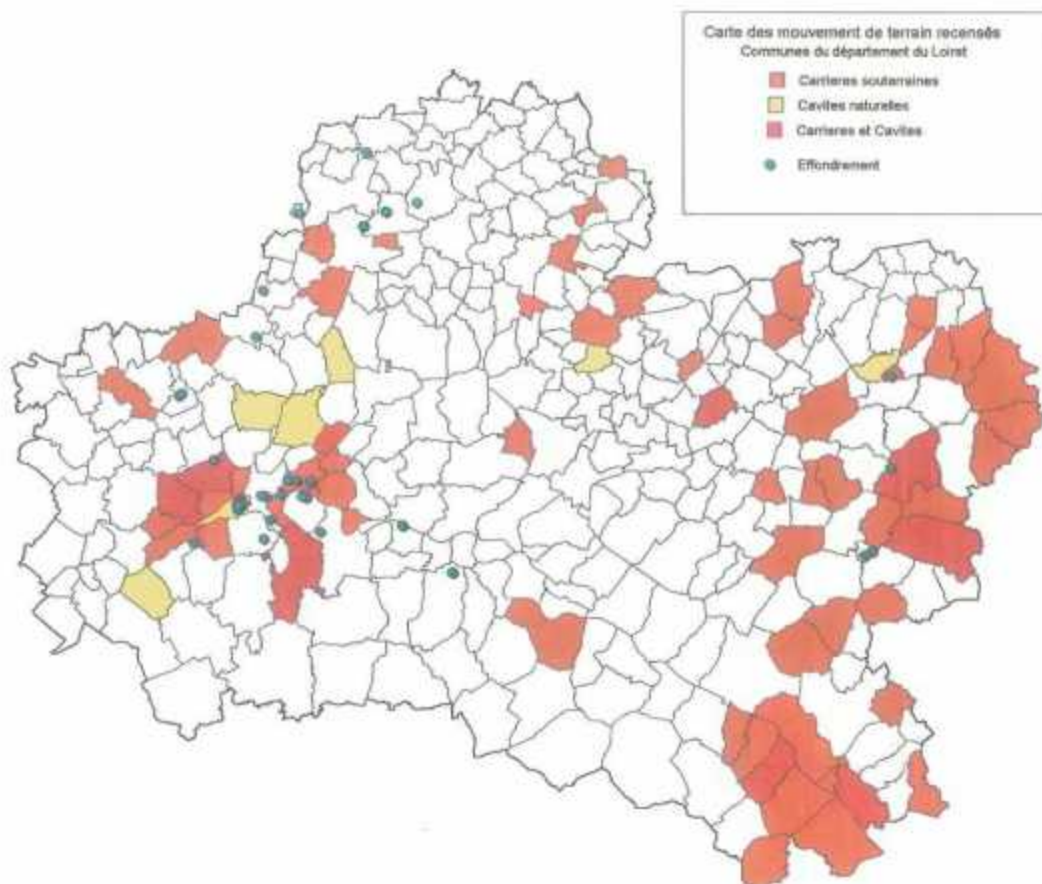 Carte des mouvement de terrain recensés
Communes du département du Loiret
Carrieres souterraines
Cavites naturelles
Carrieres et Cavites
Effondrement